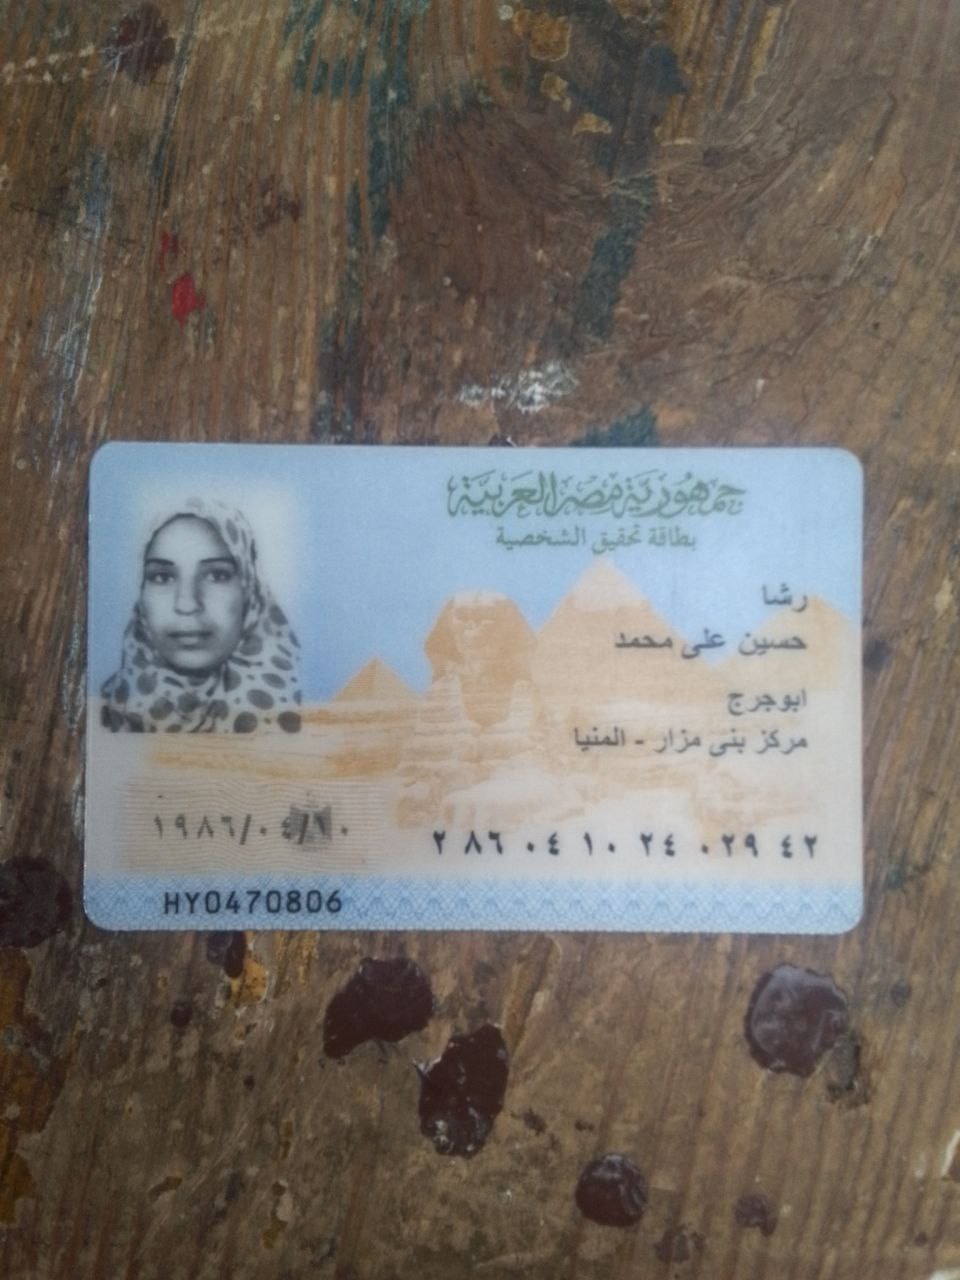 جمهورية مصر العربية
بطاقة تحقيق الشخصية
رشا
حسين على محمد
ابوجرج
مركز بنى مزار - المنيا
١٩٨٦/٠٤/١٠
٢ ٨٦ ٠٤ ١٠ ٢٤ ٠٢٩ ٤٢
HY0470806